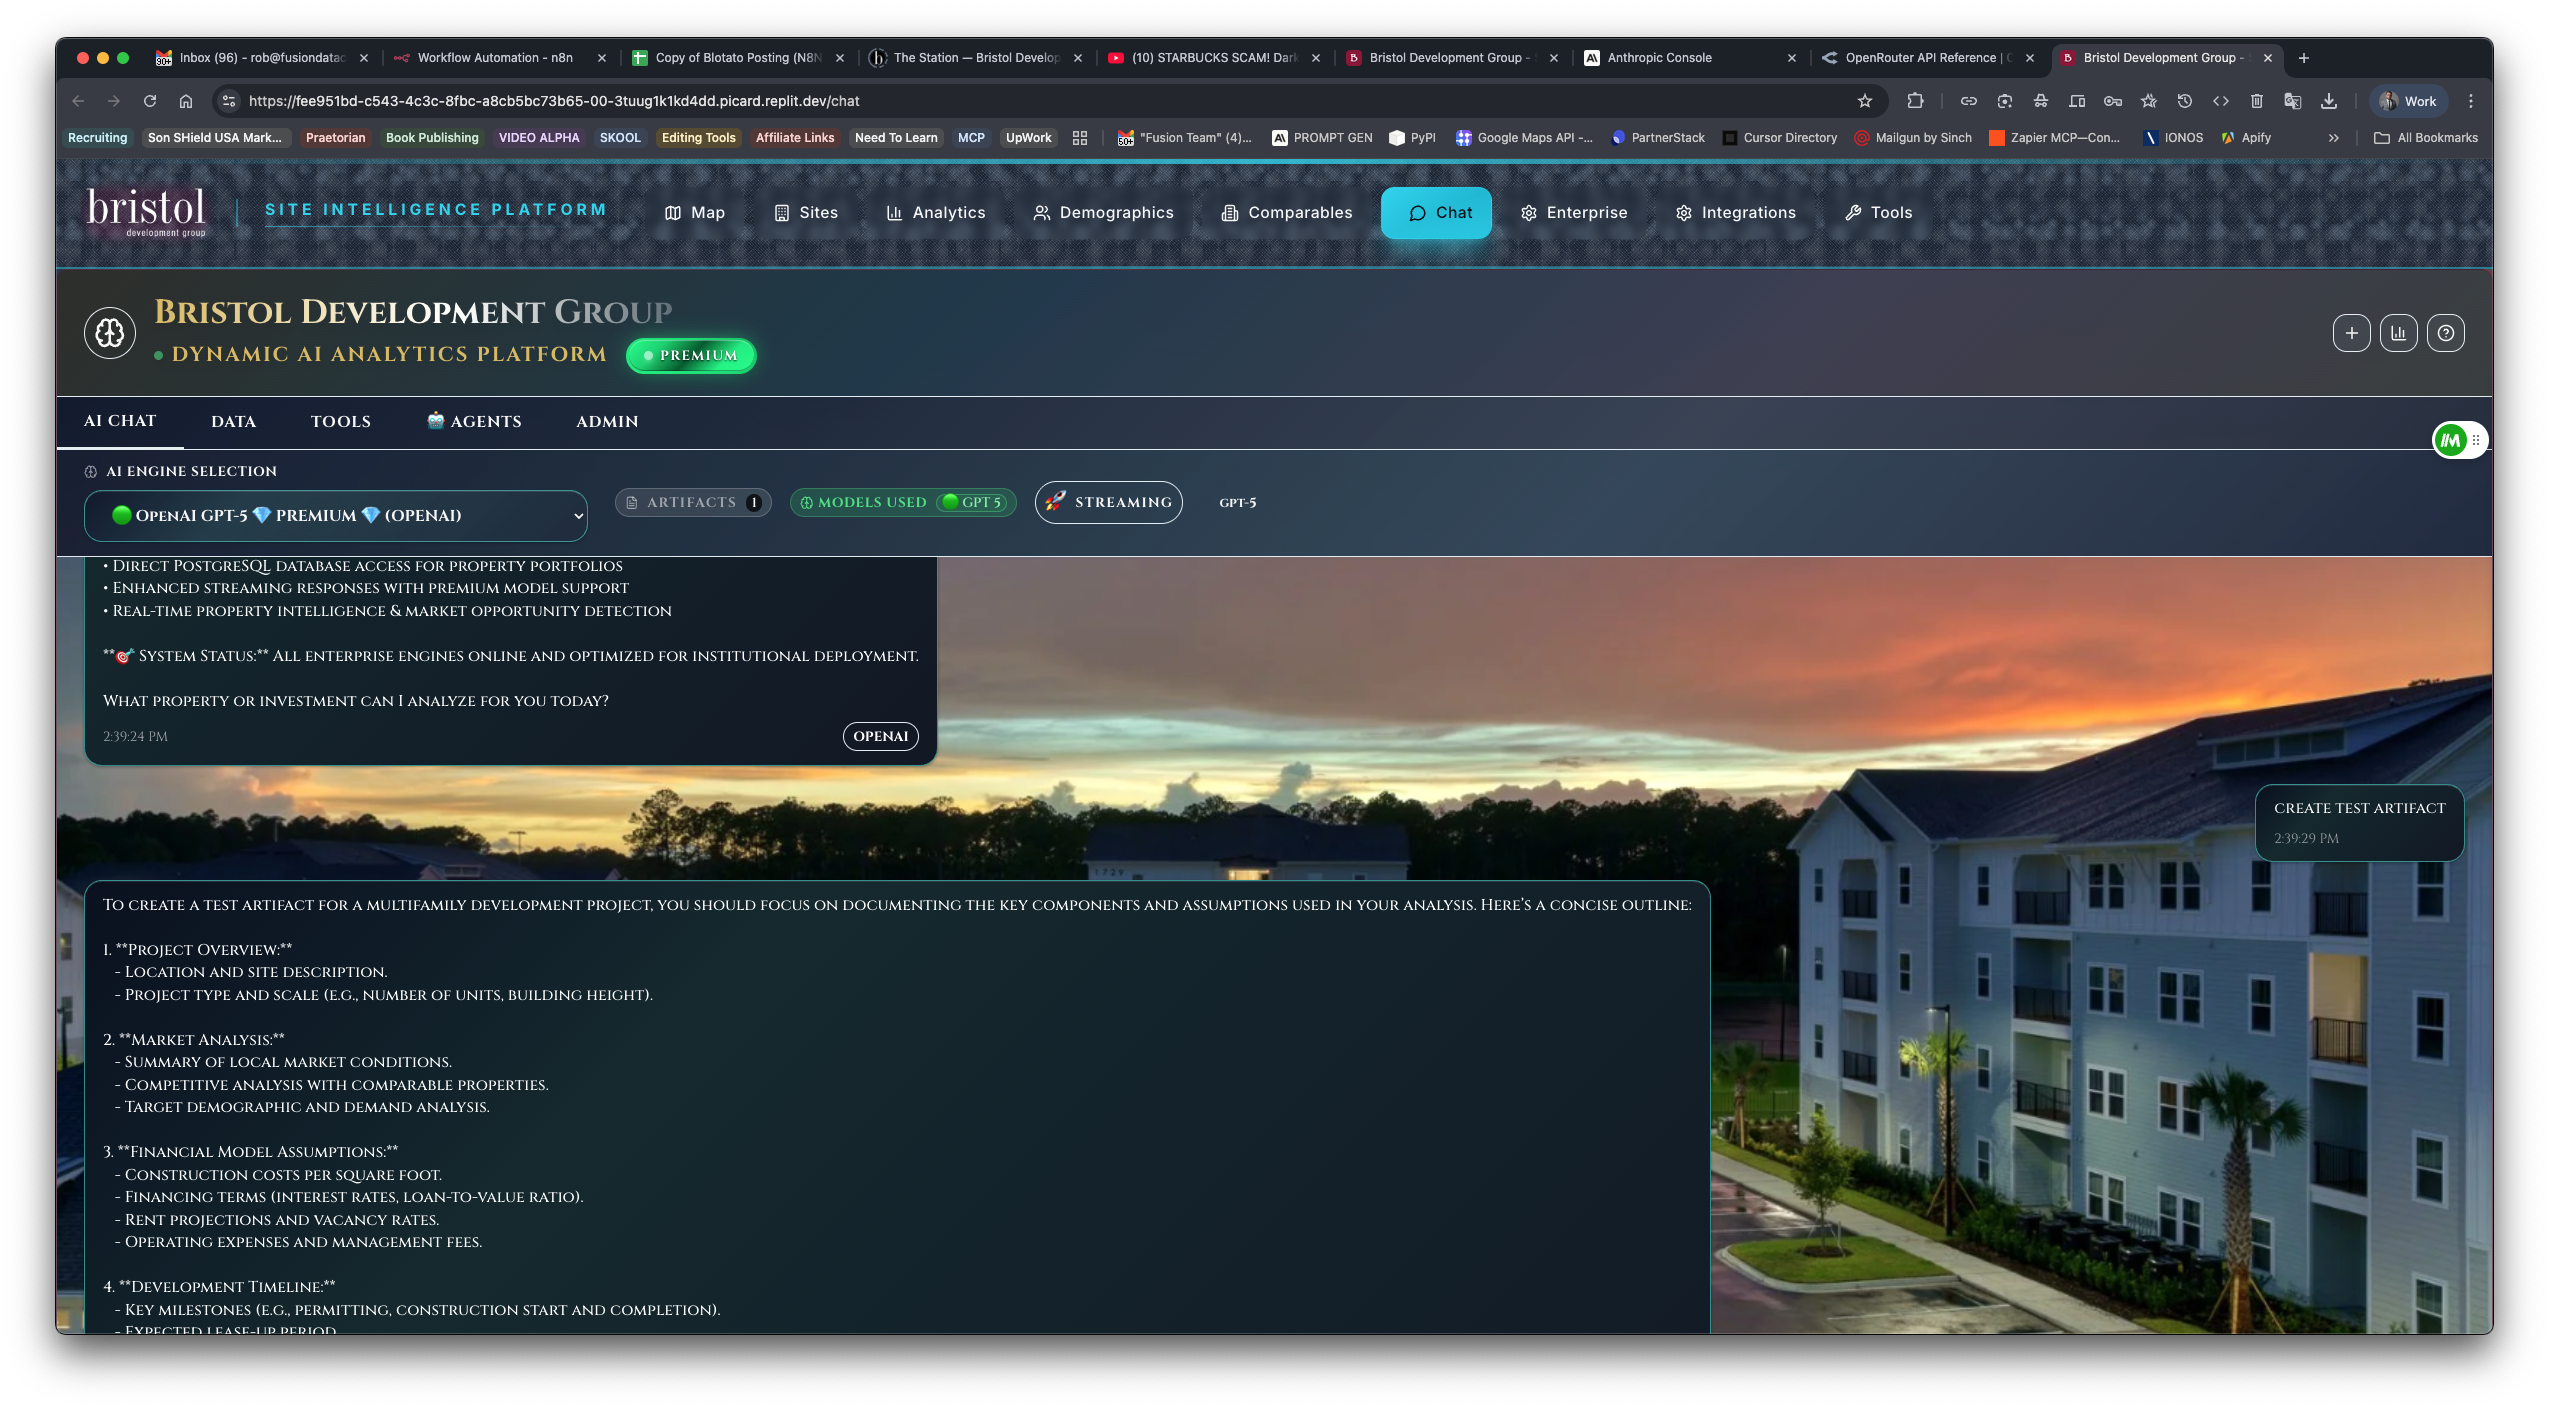 Inbox (96) - rob@fusiondatac
Workflow Automation - n8n
Copy of Blotato Posting (N8N
The Station — Bristol Develop
(10) STARBUCKS SCAM! Dark
Bristol Development Group -
Anthropic Console
OpenRouter API Reference |
Bristol Development Group -
https://fee951bd-c543-4c3c-8fbc-a8cb5bc73b65-00-3tuug1k1kd4dd.picard.replit.dev/chat
Work
Recruiting
Son SHield USA Mark...
Praetorian
Book Publishing
VIDEO ALPHA
SKOOL
Editing Tools
Affiliate Links
Need To Learn
MCP
UpWork
"Fusion Team" (4)...
PROMPT GEN
PyPI
Google Maps API -...
PartnerStack
Cursor Directory
Mailgun by Sinch
Zapier MCP—Con...
IONOS
Apify
All Bookmarks
bristol
development group
SITE INTELLIGENCE PLATFORM
Map
Sites
Analytics
Demographics
Comparables
Chat
Enterprise
Integrations
Tools
Bristol Development Group
• DYNAMIC AI ANALYTICS PLATFORM
PREMIUM
AI CHAT
DATA
TOOLS
🤖 AGENTS
ADMIN
AI ENGINE SELECTION
🟢 OpenAI GPT-5 💎 PREMIUM 💎 (OPENAI)
ARTIFACTS 1
MODELS USED 🟢 GPT 5
🚀 STREAMING
GPT-5
• Direct PostgreSQL database access for property portfolios
• Enhanced streaming responses with premium model support
• Real-time property intelligence & market opportunity detection
**🎯 System Status:** All enterprise engines online and optimized for institutional deployment.
What property or investment can I analyze for you today?
2:39:24 PM
OPENAI
create test artifact
2:39:29 PM
1729
To create a test artifact for a multifamily development project, you should focus on documenting the key components and assumptions used in your analysis. Here's a concise outline:
1. **Project Overview:**
- Location and site description.
- Project type and scale (e.g., number of units, building height).
2. **Market Analysis:**
- Summary of local market conditions.
- Competitive analysis with comparable properties.
- Target demographic and demand analysis.
3. **Financial Model Assumptions:**
- Construction costs per square foot.
- Financing terms (interest rates, loan-to-value ratio).
- Rent projections and vacancy rates.
- Operating expenses and management fees.
4. **Development Timeline:**
- Key milestones (e.g., permitting, construction start and completion).
- Expected lease-up period.